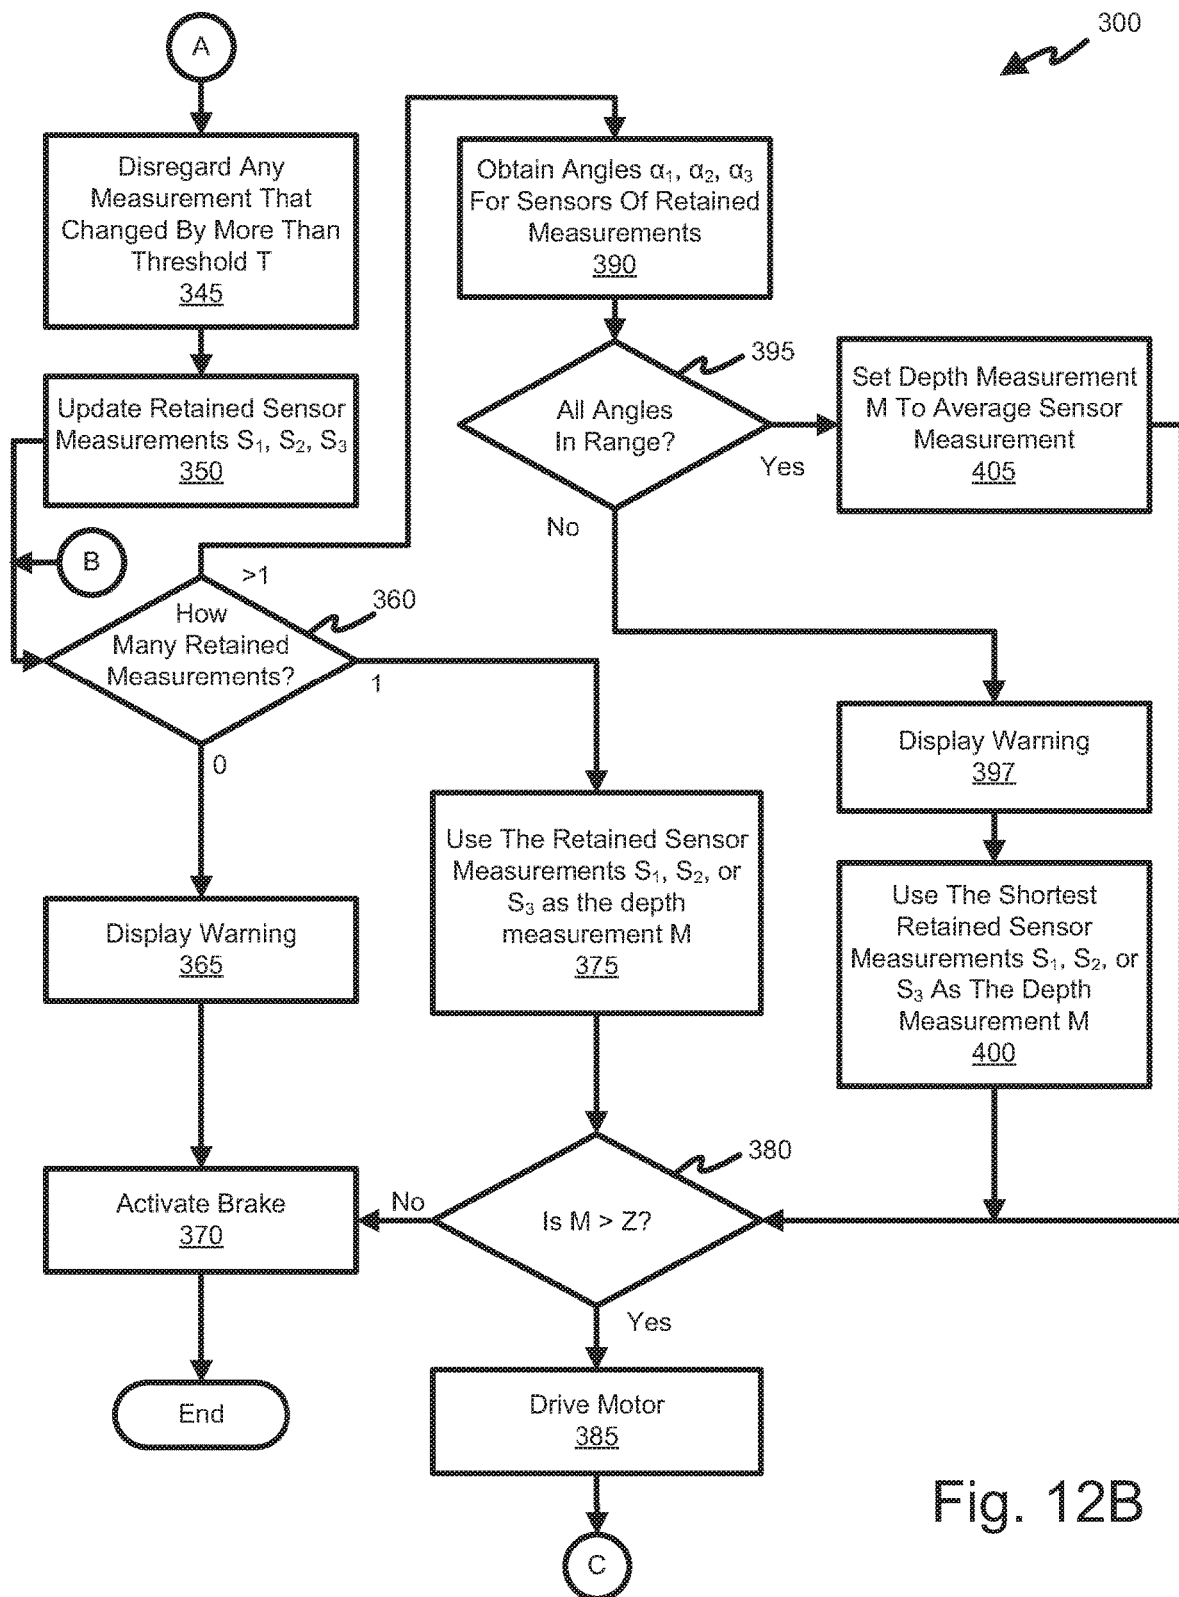 A
300
Disregard Any
Measurement That
Changed By More Than
Threshold T
345
Obtain Angles α₁, α₂, α₃
For Sensors Of Retained
Measurements
390
395
All Angles
In Range?
Yes
No
Set Depth Measurement
M To Average Sensor
Measurement
405
Update Retained Sensor
Measurements S₁, S₂, S₃
350
B
>1
How
Many Retained
Measurements?
360
1
0
Display Warning
397
Use The Retained Sensor
Measurements S₁, S₂, or
S₃ as the depth
measurement M
375
Use The Shortest
Retained Sensor
Measurements S₁, S₂, or
S₃ As The Depth
Measurement M
400
Display Warning
365
Activate Brake
370
No
Is M > Z?
380
Yes
End
Drive Motor
385
C
Fig. 12B